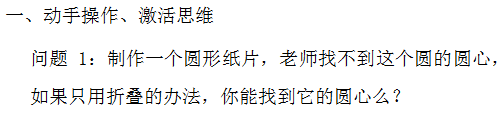 一、动手操作、激活思维
问题 1：制作一个圆形纸片，老师找不到这个圆的圆心，
如果只用折叠的办法，你能找到它的圆心么？